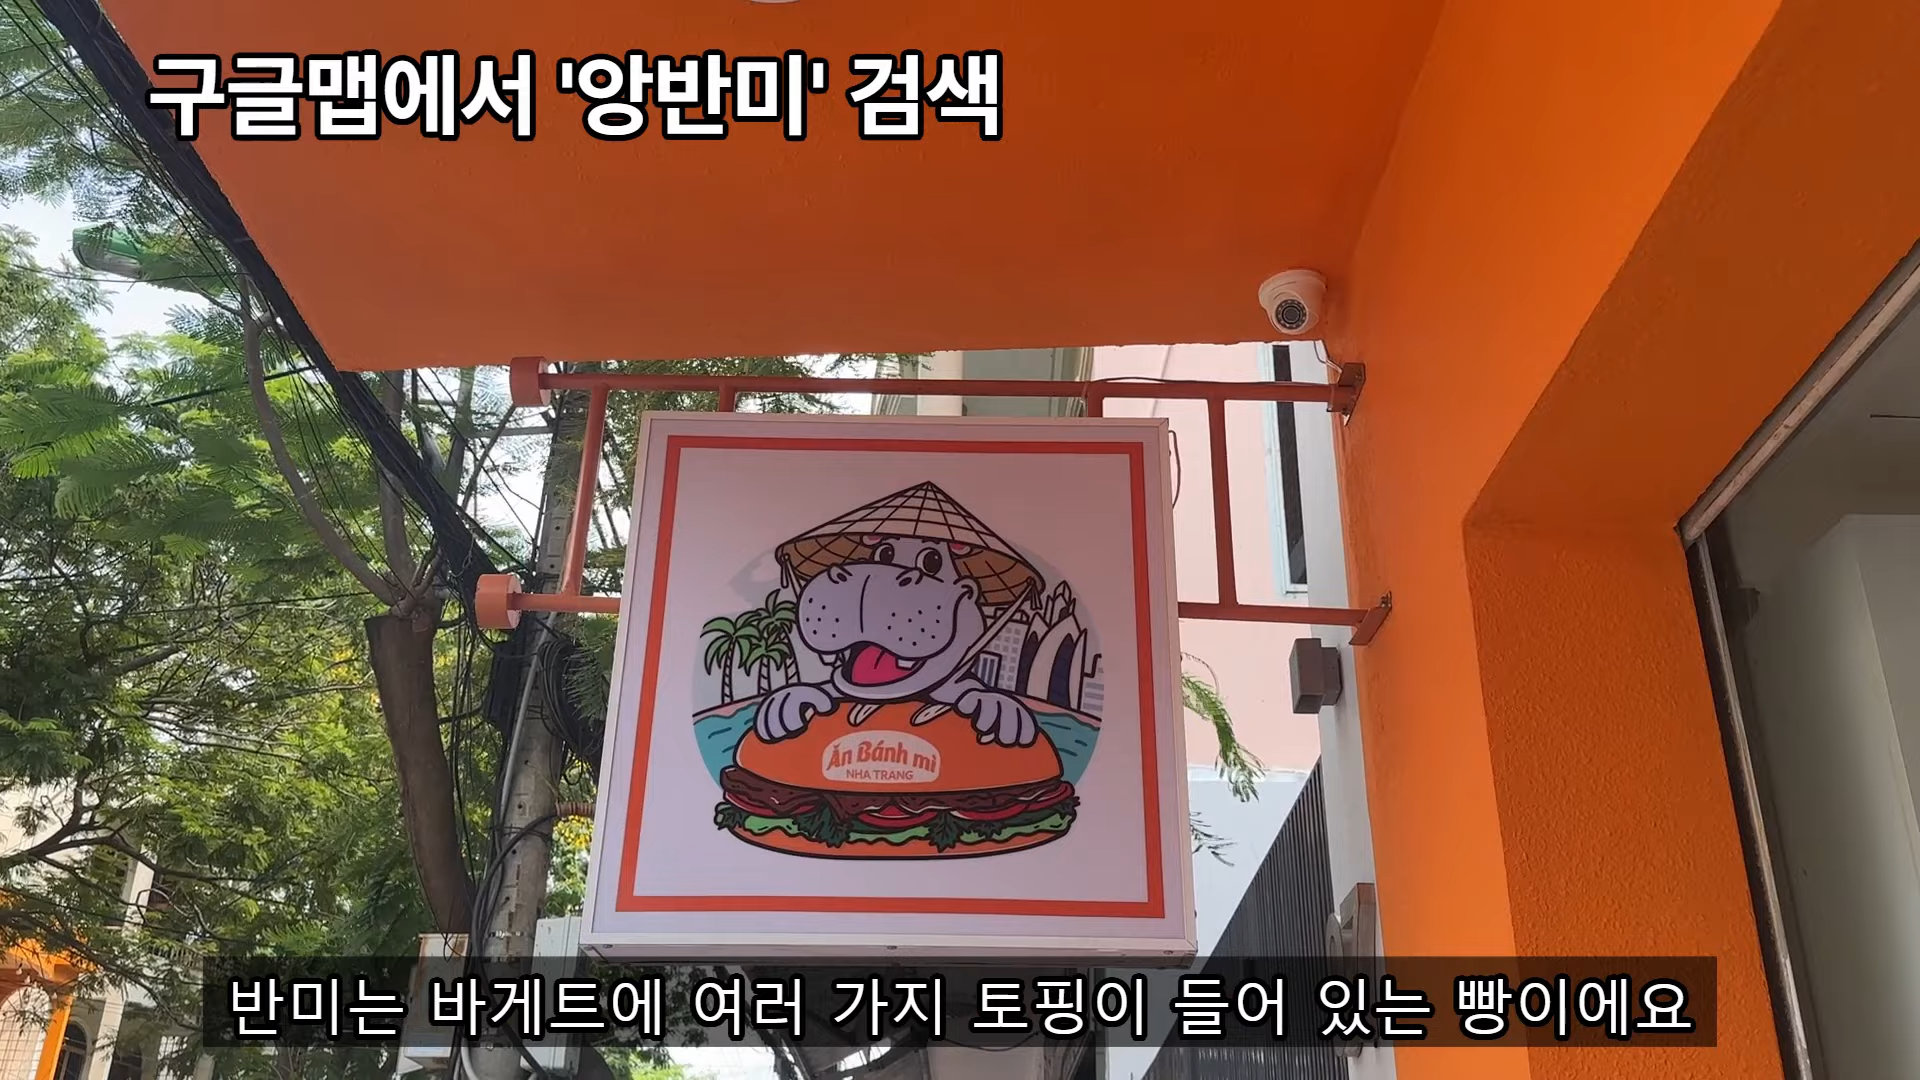 구글맵에서 '앙반미' 검색
Ăn Bánh mì
NHA TRANG
반미는 바게트에 여러 가지 토핑이 들어 있는 빵이에요